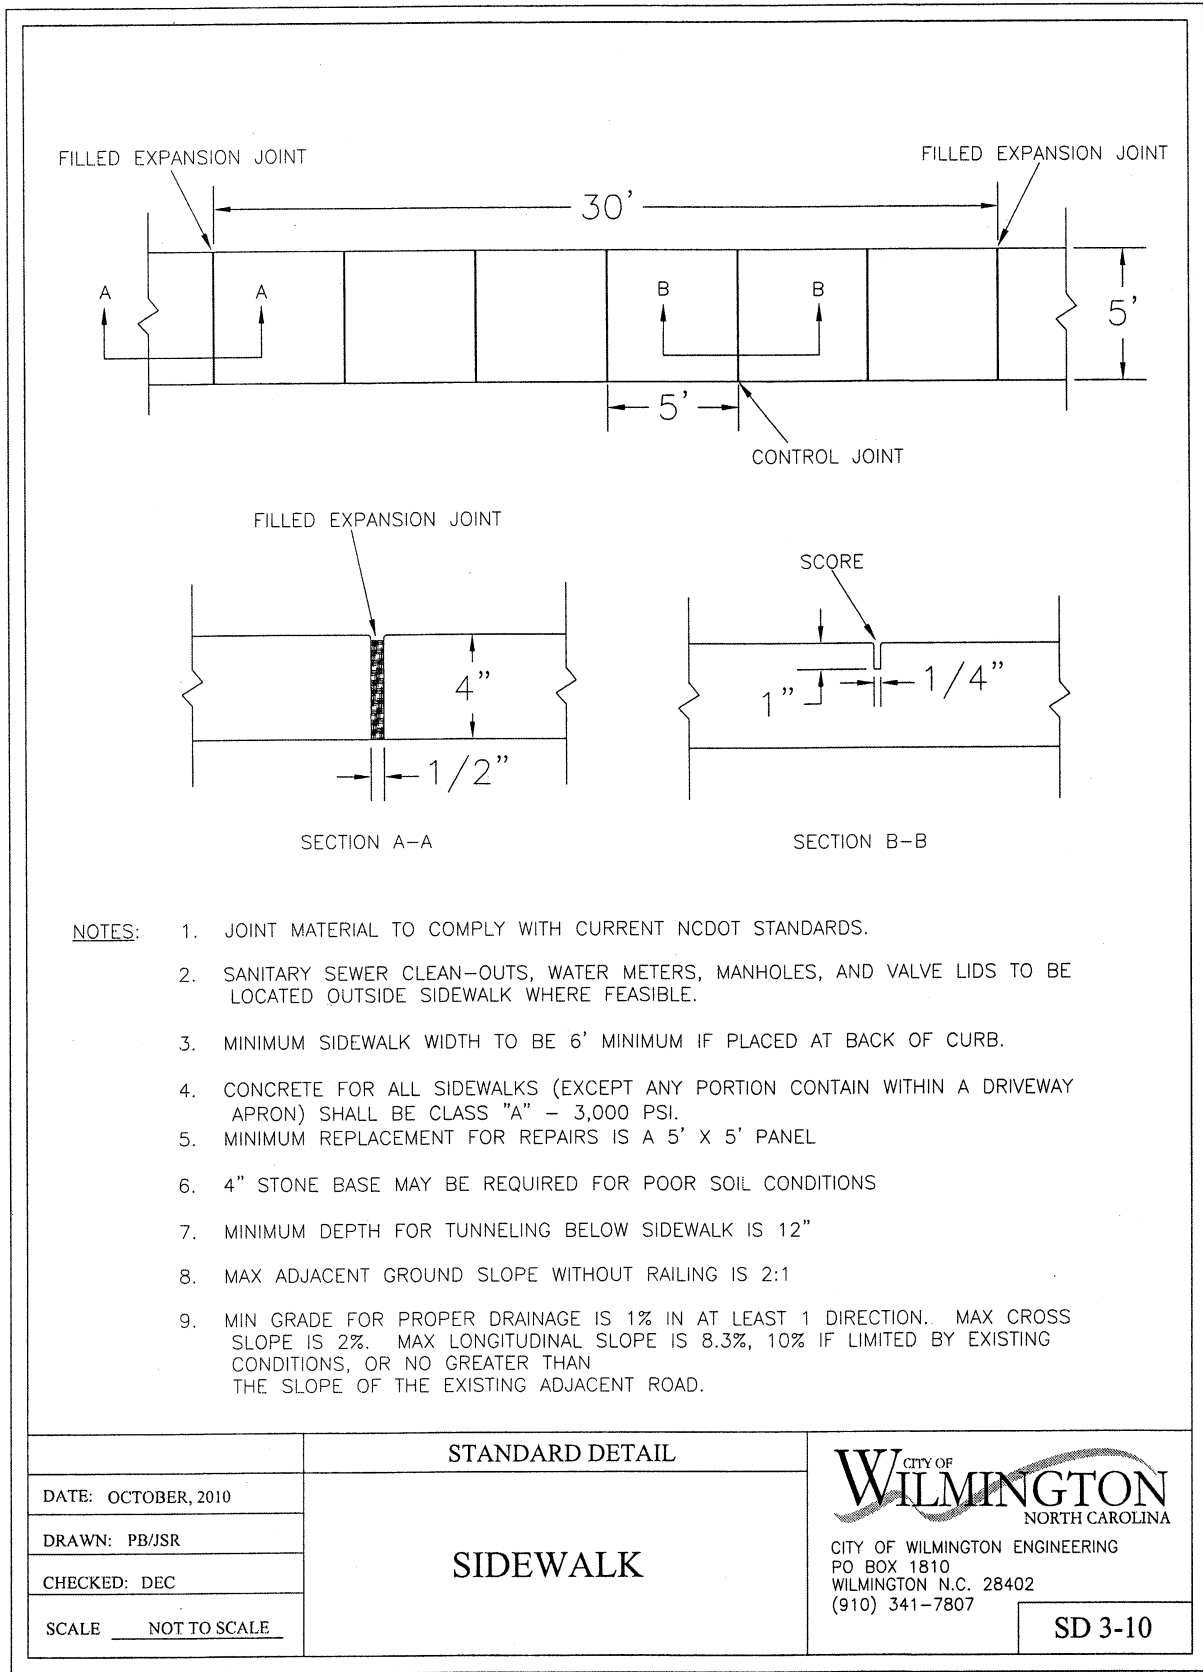 FILLED EXPANSION JOINT
FILLED EXPANSION JOINT
30'
A
A
B
B
5'
5'
CONTROL JOINT
FILLED EXPANSION JOINT
SCORE
4"
1"
1/4"
1/2"
SECTION A-A
SECTION B-B
NOTES:
1. JOINT MATERIAL TO COMPLY WITH CURRENT NCDOT STANDARDS.
2. SANITARY SEWER CLEAN-OUTS, WATER METERS, MANHOLES, AND VALVE LIDS TO BE
LOCATED OUTSIDE SIDEWALK WHERE FEASIBLE.
3. MINIMUM SIDEWALK WIDTH TO BE 6' MINIMUM IF PLACED AT BACK OF CURB.
4. CONCRETE FOR ALL SIDEWALKS (EXCEPT ANY PORTION CONTAIN WITHIN A DRIVEWAY
APRON) SHALL BE CLASS "A" - 3,000 PSI.
5. MINIMUM REPLACEMENT FOR REPAIRS IS A 5' X 5' PANEL
6. 4" STONE BASE MAY BE REQUIRED FOR POOR SOIL CONDITIONS
7. MINIMUM DEPTH FOR TUNNELING BELOW SIDEWALK IS 12"
8. MAX ADJACENT GROUND SLOPE WITHOUT RAILING IS 2:1
9. MIN GRADE FOR PROPER DRAINAGE IS 1% IN AT LEAST 1 DIRECTION. MAX CROSS
SLOPE IS 2%. MAX LONGITUDINAL SLOPE IS 8.3%, 10% IF LIMITED BY EXISTING
CONDITIONS, OR NO GREATER THAN
THE SLOPE OF THE EXISTING ADJACENT ROAD.
DATE: OCTOBER, 2010
DRAWN: PB/JSR
CHECKED: DEC
SCALE NOT TO SCALE
STANDARD DETAIL
SIDEWALK
CITY OF
WILMINGTON
NORTH CAROLINA
CITY OF WILMINGTON ENGINEERING
PO BOX 1810
WILMINGTON N.C. 28402
(910) 341-7807
SD 3-10